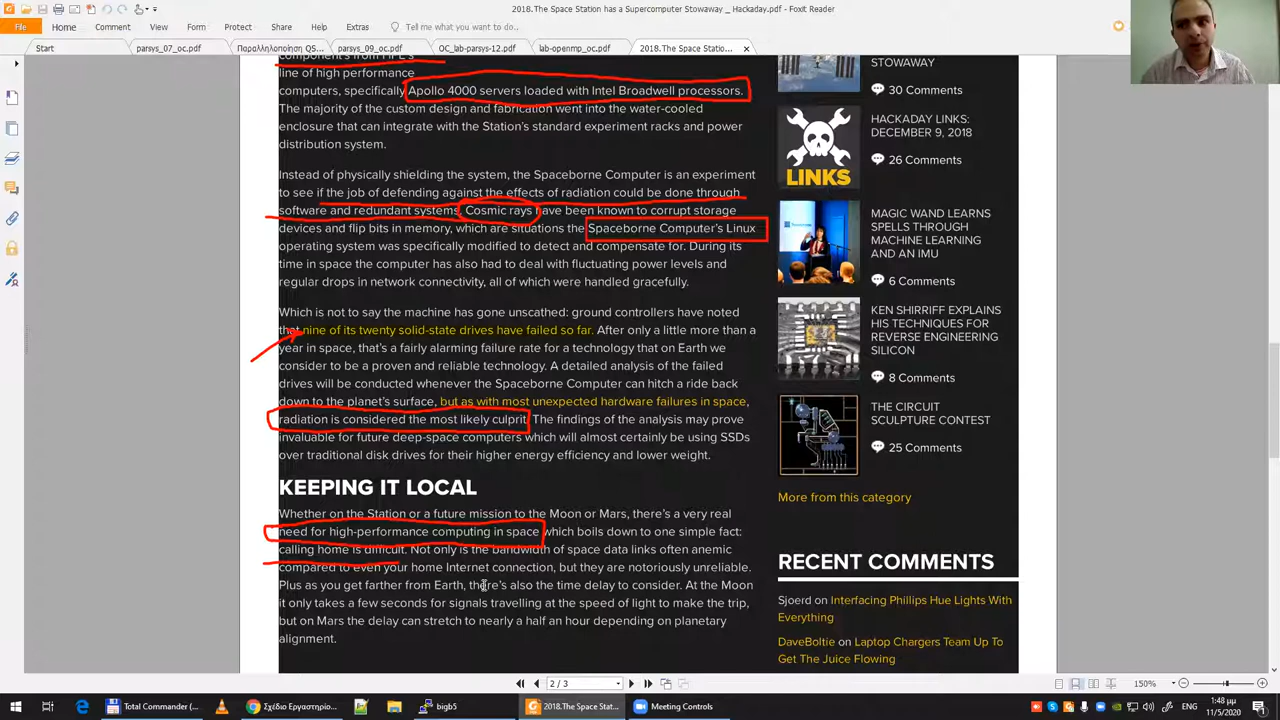 2018.The Space Station has a Supercomputer Stowaway _ Hackaday.pdf - Foxit Reader
File
Home
Comment
View
Form
Protect
Share
Help
Extras
Tell me what you want to do...
Start
parsys_07_oc.pdf
Παραλληλοποίηση QS...
parsys_09_oc.pdf
OC_lab-parsys-12.pdf
lab-openmp_oc.pdf
2018.The Space Statio...
line of high performance
computers, specifically Apollo 4000 servers loaded with Intel Broadwell processors.
The majority of the custom design and fabrication went into the water-cooled
enclosure that can integrate with the Station's standard experiment racks and power
distribution system.
Instead of physically shielding the system, the Spaceborne Computer is an experiment
to see if the job of defending against the effects of radiation could be done through
software and redundant systems. Cosmic rays have been known to corrupt storage
devices and flip bits in memory, which are situations the Spaceborne Computer's Linux
operating system was specifically modified to detect and compensate for. During its
time in space the computer has also had to deal with fluctuating power levels and
regular drops in network connectivity, all of which were handled gracefully.
Which is not to say the machine has gone unscathed: ground controllers have noted
that nine of its twenty solid-state drives have failed so far. After only a little more than a
year in space, that's a fairly alarming failure rate for a technology that on Earth we
consider to be a proven and reliable technology. A detailed analysis of the failed
drives will be conducted whenever the Spaceborne Computer can hitch a ride back
down to the planet's surface, but as with most unexpected hardware failures in space,
radiation is considered the most likely culprit. The findings of the analysis may prove
invaluable for future deep-space computers which will almost certainly be using SSDs
over traditional disk drives for their higher energy efficiency and lower weight.
KEEPING IT LOCAL
Whether on the Station or a future mission to the Moon or Mars, there's a very real
need for high-performance computing in space which boils down to one simple fact:
calling home is difficult. Not only is the bandwidth of space data links often anemic
compared to even your home Internet connection, but they are notoriously unreliable.
Plus as you get farther from Earth, there's also the time delay to consider. At the Moon
it only takes a few seconds for signals travelling at the speed of light to make the trip,
but on Mars the delay can stretch to nearly a half an hour depending on planetary
alignment.
STOWAWAY
30 Comments
LINKS
HACKADAY LINKS:
DECEMBER 9, 2018
26 Comments
MAGIC WAND LEARNS
SPELLS THROUGH
MACHINE LEARNING
AND AN IMU
6 Comments
KEN SHIRRIFF EXPLAINS
HIS TECHNIQUES FOR
REVERSE ENGINEERING
SILICON
8 Comments
THE CIRCUIT
SCULPTURE CONTEST
25 Comments
More from this category
RECENT COMMENTS
Sjoerd on Interfacing Phillips Hue Lights With
Everything
DaveBoltie on Laptop Chargers Team Up To
Get The Juice Flowing
2 / 3
150%
Total Commander (...
Σχέδιο Εργαστηρίο...
bigb5
2018.The Space Stat...
Meeting Controls
1:48 μμ
11/5/2020